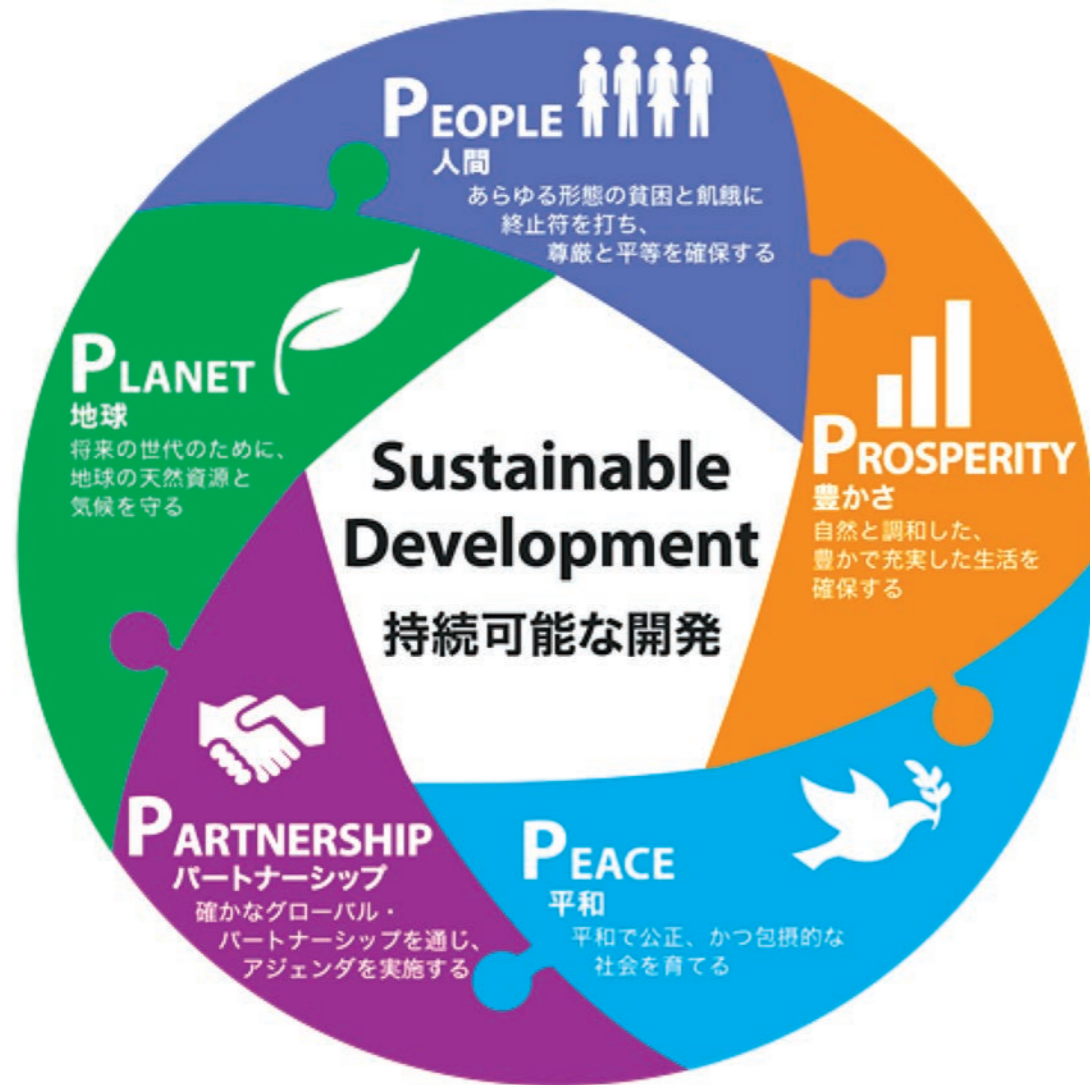 PEOPLE
人間
あらゆる形態の貧困と飢餓に
終止符を打ち、
尊厳と平等を確保する
PROSPERITY
豊かさ
自然と調和した、
豊かで充実した生活を
確保する
PLANET
地球
将来の世代のために、
地球の天然資源と
気候を守る
Sustainable
Development
持続可能な開発
PARTNERSHIP
パートナーシップ
確かなグローバル・
パートナーシップを通じ、
アジェンダを実施する
PEACE
平和
平和で公正、かつ包摂的な
社会を育てる